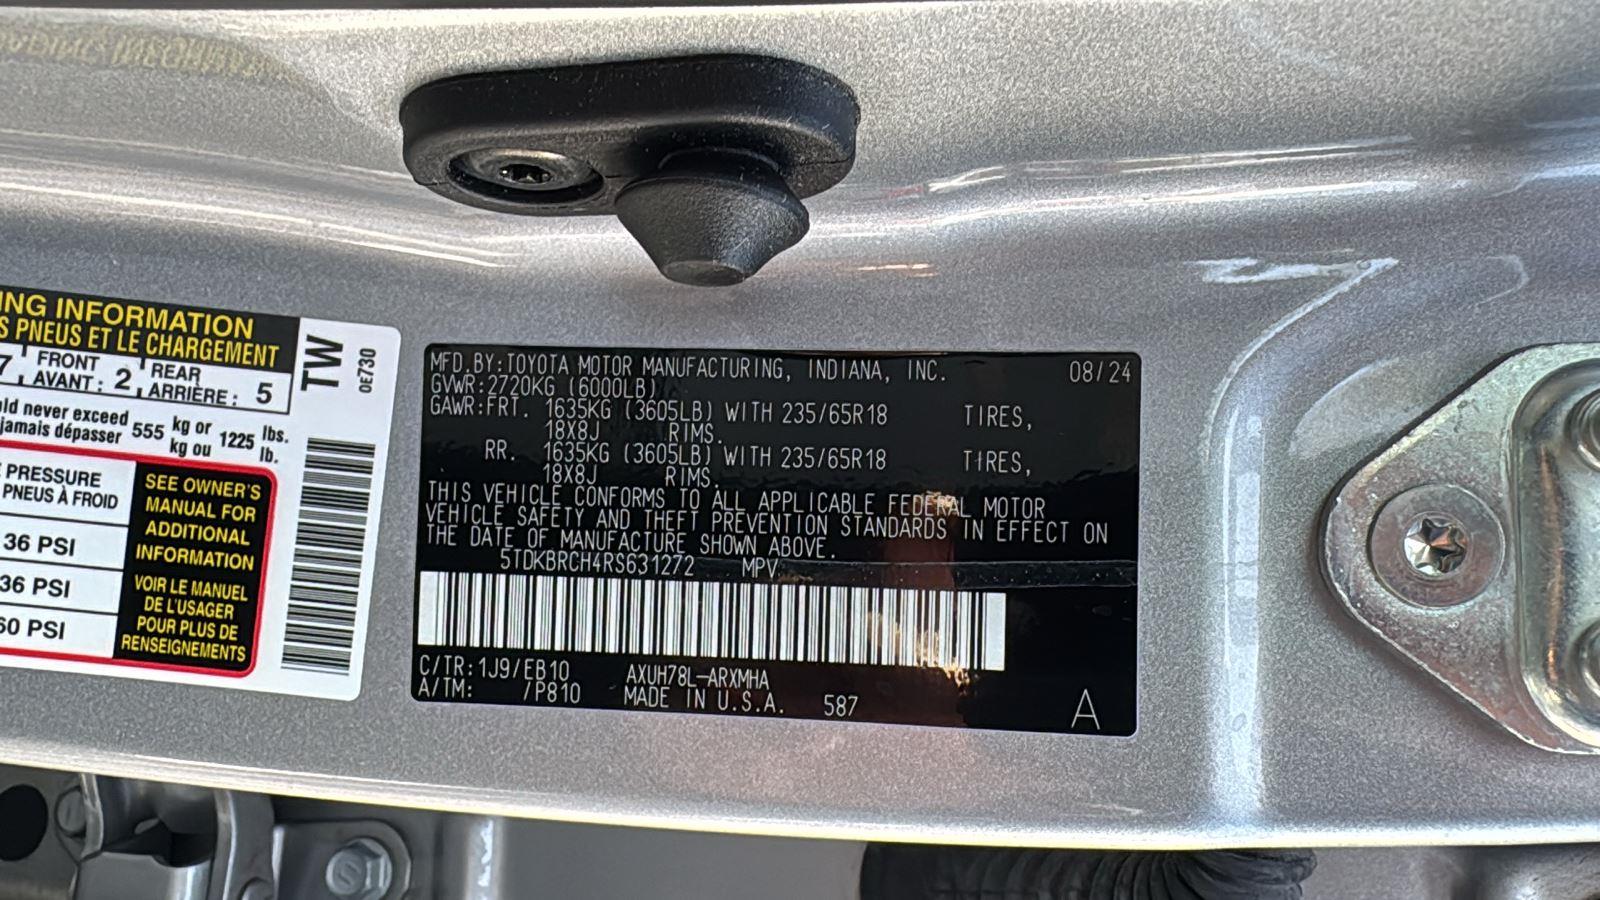 ING INFORMATION
S PNEUS ET LE CHARGEMENT
7 FRONT AVANT : 2 REAR ARRIÈRE : 5
ld never exceed 555 kg or 1225 lbs.
jamais dépasser kg ou lb.
PRESSURE
PNEUS À FROID
36 PSI
36 PSI
60 PSI
SEE OWNER'S
MANUAL FOR
ADDITIONAL
INFORMATION
VOIR LE MANUEL
DE L'USAGER
POUR PLUS DE
RENSEIGNEMENTS
TW
0E730
MFD.BY:TOYOTA MOTOR MANUFACTURING, INDIANA, INC. 08/24
GVWR:2720KG (6000LB)
GAWR:FRT. 1635KG (3605LB) WITH 235/65R18 TIRES,
18X8J RIMS.
RR. 1635KG (3605LB) WITH 235/65R18 TIRES,
18X8J RIMS.
THIS VEHICLE CONFORMS TO ALL APPLICABLE FEDERAL MOTOR
VEHICLE SAFETY AND THEFT PREVENTION STANDARDS IN EFFECT ON
THE DATE OF MANUFACTURE SHOWN ABOVE.
5TDKBRCH4RS631272 MPV
C/TR:1J9/EB10 AXUH78L-ARXMHA
A/TM: /P810 MADE IN U.S.A. 587 A